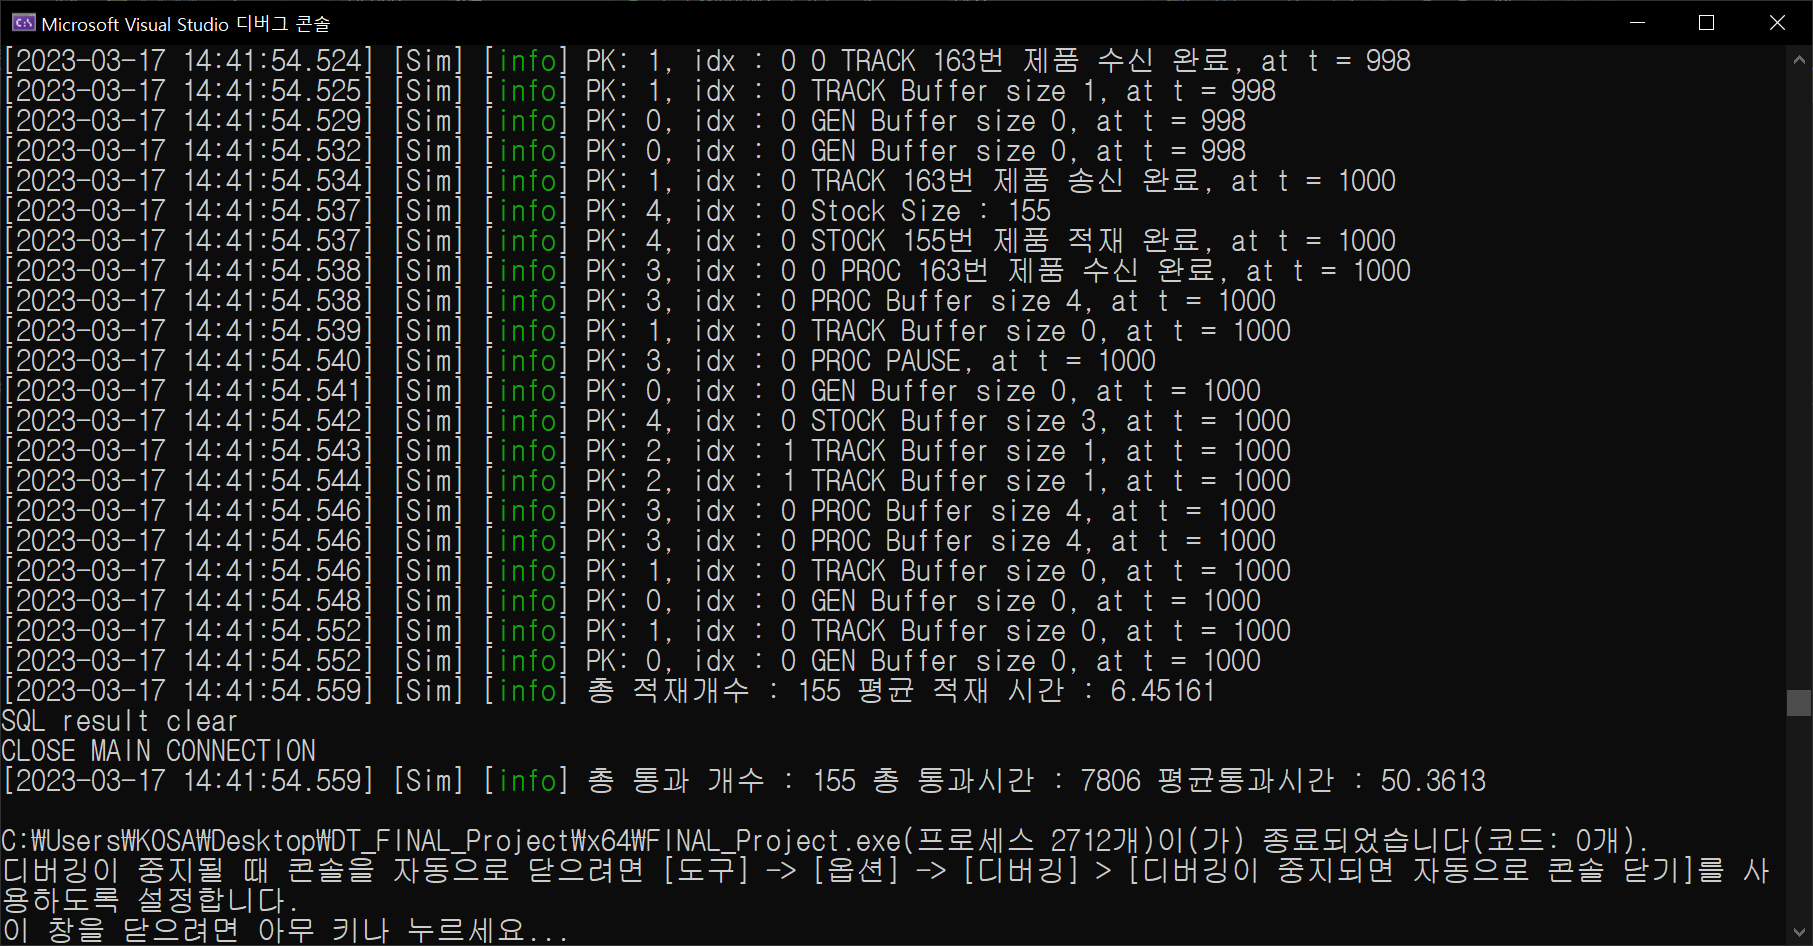 Microsoft Visual Studio 디버그 콘솔
[2023-03-17 14:41:54.524] [Sim] [info] PK: 1, idx : 0 0 TRACK 163번 제품 수신 완료, at t = 998
[2023-03-17 14:41:54.525] [Sim] [info] PK: 1, idx : 0 TRACK Buffer size 1, at t = 998
[2023-03-17 14:41:54.529] [Sim] [info] PK: 0, idx : 0 GEN Buffer size 0, at t = 998
[2023-03-17 14:41:54.532] [Sim] [info] PK: 0, idx : 0 GEN Buffer size 0, at t = 998
[2023-03-17 14:41:54.534] [Sim] [info] PK: 1, idx : 0 TRACK 163번 제품 송신 완료, at t = 1000
[2023-03-17 14:41:54.537] [Sim] [info] PK: 4, idx : 0 Stock Size : 155
[2023-03-17 14:41:54.537] [Sim] [info] PK: 4, idx : 0 STOCK 155번 제품 적재 완료, at t = 1000
[2023-03-17 14:41:54.538] [Sim] [info] PK: 3, idx : 0 0 PROC 163번 제품 수신 완료, at t = 1000
[2023-03-17 14:41:54.538] [Sim] [info] PK: 3, idx : 0 PROC Buffer size 4, at t = 1000
[2023-03-17 14:41:54.539] [Sim] [info] PK: 1, idx : 0 TRACK Buffer size 0, at t = 1000
[2023-03-17 14:41:54.540] [Sim] [info] PK: 3, idx : 0 PROC PAUSE, at t = 1000
[2023-03-17 14:41:54.541] [Sim] [info] PK: 0, idx : 0 GEN Buffer size 0, at t = 1000
[2023-03-17 14:41:54.542] [Sim] [info] PK: 4, idx : 0 STOCK Buffer size 3, at t = 1000
[2023-03-17 14:41:54.543] [Sim] [info] PK: 2, idx : 1 TRACK Buffer size 1, at t = 1000
[2023-03-17 14:41:54.544] [Sim] [info] PK: 2, idx : 1 TRACK Buffer size 1, at t = 1000
[2023-03-17 14:41:54.546] [Sim] [info] PK: 3, idx : 0 PROC Buffer size 4, at t = 1000
[2023-03-17 14:41:54.546] [Sim] [info] PK: 3, idx : 0 PROC Buffer size 4, at t = 1000
[2023-03-17 14:41:54.546] [Sim] [info] PK: 1, idx : 0 TRACK Buffer size 0, at t = 1000
[2023-03-17 14:41:54.548] [Sim] [info] PK: 0, idx : 0 GEN Buffer size 0, at t = 1000
[2023-03-17 14:41:54.552] [Sim] [info] PK: 1, idx : 0 TRACK Buffer size 0, at t = 1000
[2023-03-17 14:41:54.552] [Sim] [info] PK: 0, idx : 0 GEN Buffer size 0, at t = 1000
[2023-03-17 14:41:54.559] [Sim] [info] 총 적재개수 : 155 평균 적재 시간 : 6.45161
SQL result clear
CLOSE MAIN CONNECTION
[2023-03-17 14:41:54.559] [Sim] [info] 총 통과 개수 : 155 총 통과시간 : 7806 평균통과시간 : 50.3613
C:₩Users₩KOSA₩Desktop₩DT_FINAL_Project₩x64₩FINAL_Project.exe(프로세스 2712개)이(가) 종료되었습니다(코드: 0개).
디버깅이 중지될 때 콘솔을 자동으로 닫으려면 [도구] -> [옵션] -> [디버깅] > [디버깅이 중지되면 자동으로 콘솔 닫기]를 사
용하도록 설정합니다.
이 창을 닫으려면 아무 키나 누르세요...